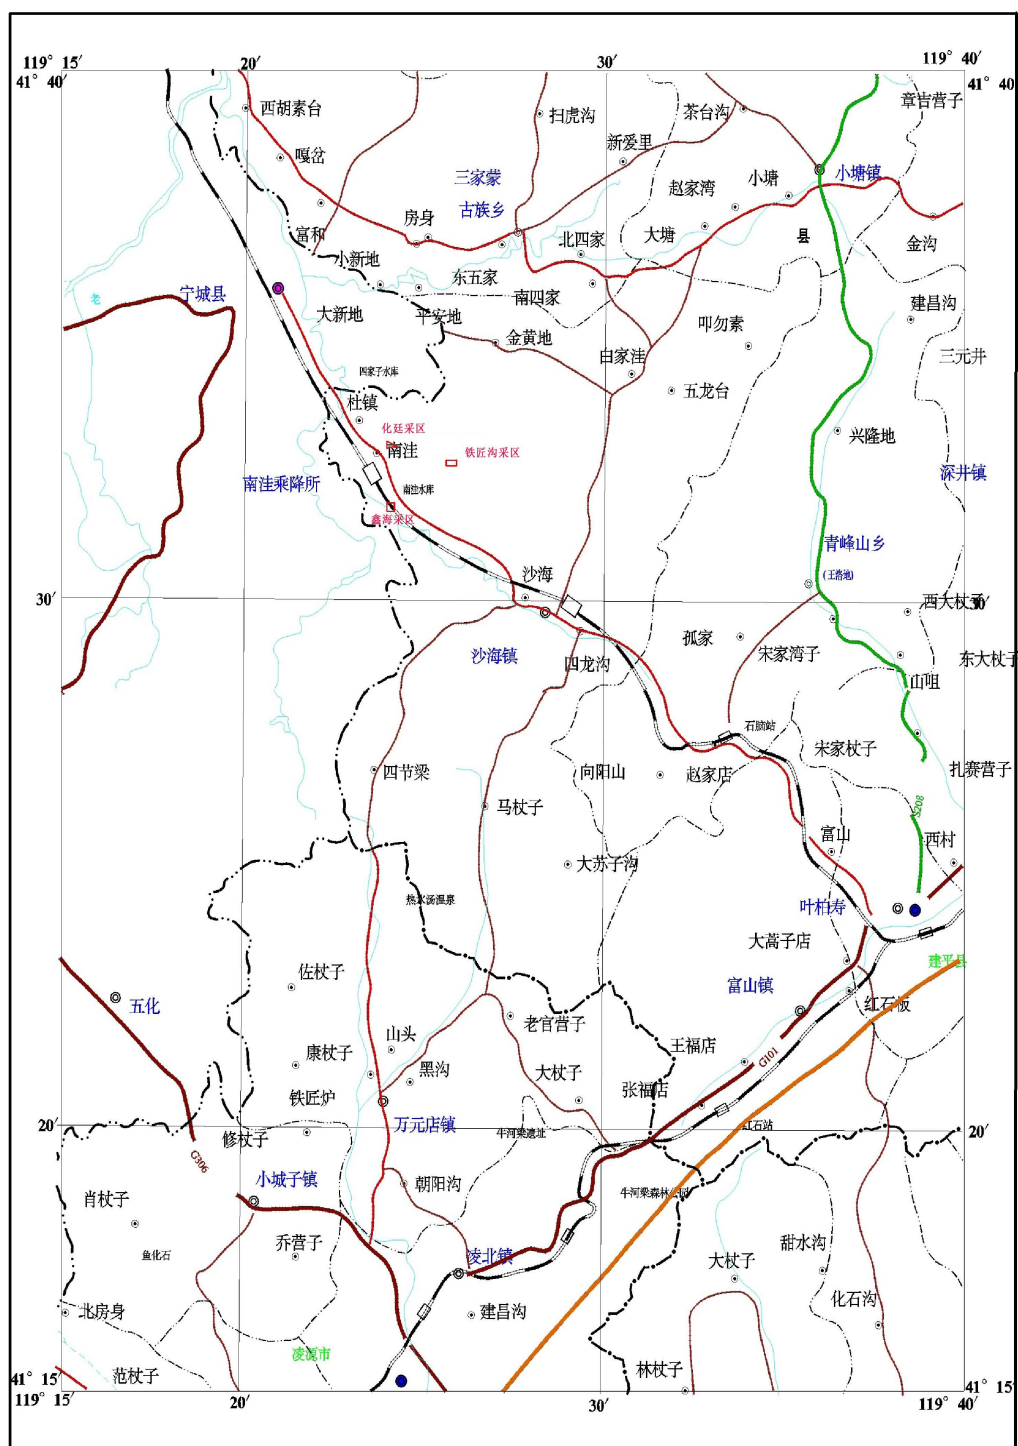 119° 15′
20′
30′
119° 40′
41° 40′
41° 40
西胡素台
扫虎沟
茶台沟
章吉营子
嘎岔
新爱里
三家蒙
古族乡
赵家湾
小塘
小塘镇
富和
房身
北四家
大塘
县
金沟
小新地
东五家
南四家
老
宁城县
大新地
平安地
金黄地
叩勿素
建昌沟
三元井
四家子水库
白家洼
五龙台
杜镇
化廷采区
南洼
铁匠沟采区
兴隆地
南洼乘降所
南洼水库
深井镇
鑫海采区
青峰山乡
(王洛地)
沙海
30′
30′
西大杖子
沙海镇
四龙沟
孤家
宋家湾子
东大杖子
山咀
石脑站
宋家杖子
四节梁
向阳山
赵家店
扎赛营子
马杖子
S208
富山
西村
大苏子沟
热水汤温泉
叶柏寿
大蒿子店
佐杖子
富山镇
建平县
五化
老官营子
红石板
山头
王福店
康杖子
黑沟
大杖子
G101
铁匠炉
张福店
20′
修杖子
万元店镇
牛河梁遗址
红石站
20′
G306
小城子镇
朝阳沟
牛河梁森林公园
肖杖子
鱼化石
乔营子
凌北镇
大杖子
甜水沟
北房身
建昌沟
化石沟
凌源市
范杖子
林杖子
41° 15′
41° 15′
119° 15′
20′
30′
119° 40′